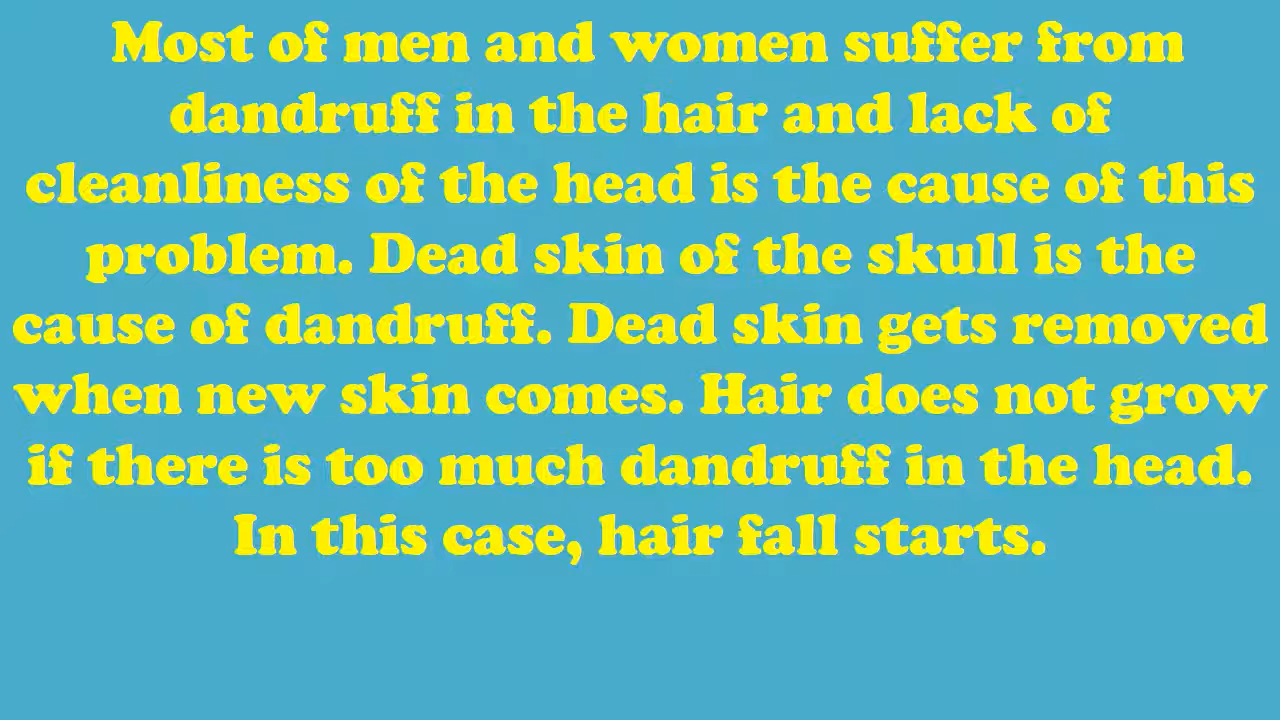 Most of men and women suffer from
dandruff in the hair and lack of
cleanliness of the head is the cause of this
problem. Dead skin of the skull is the
cause of dandruff. Dead skin gets removed
when new skin comes. Hair does not grow
if there is too much dandruff in the head.
In this case, hair fall starts.